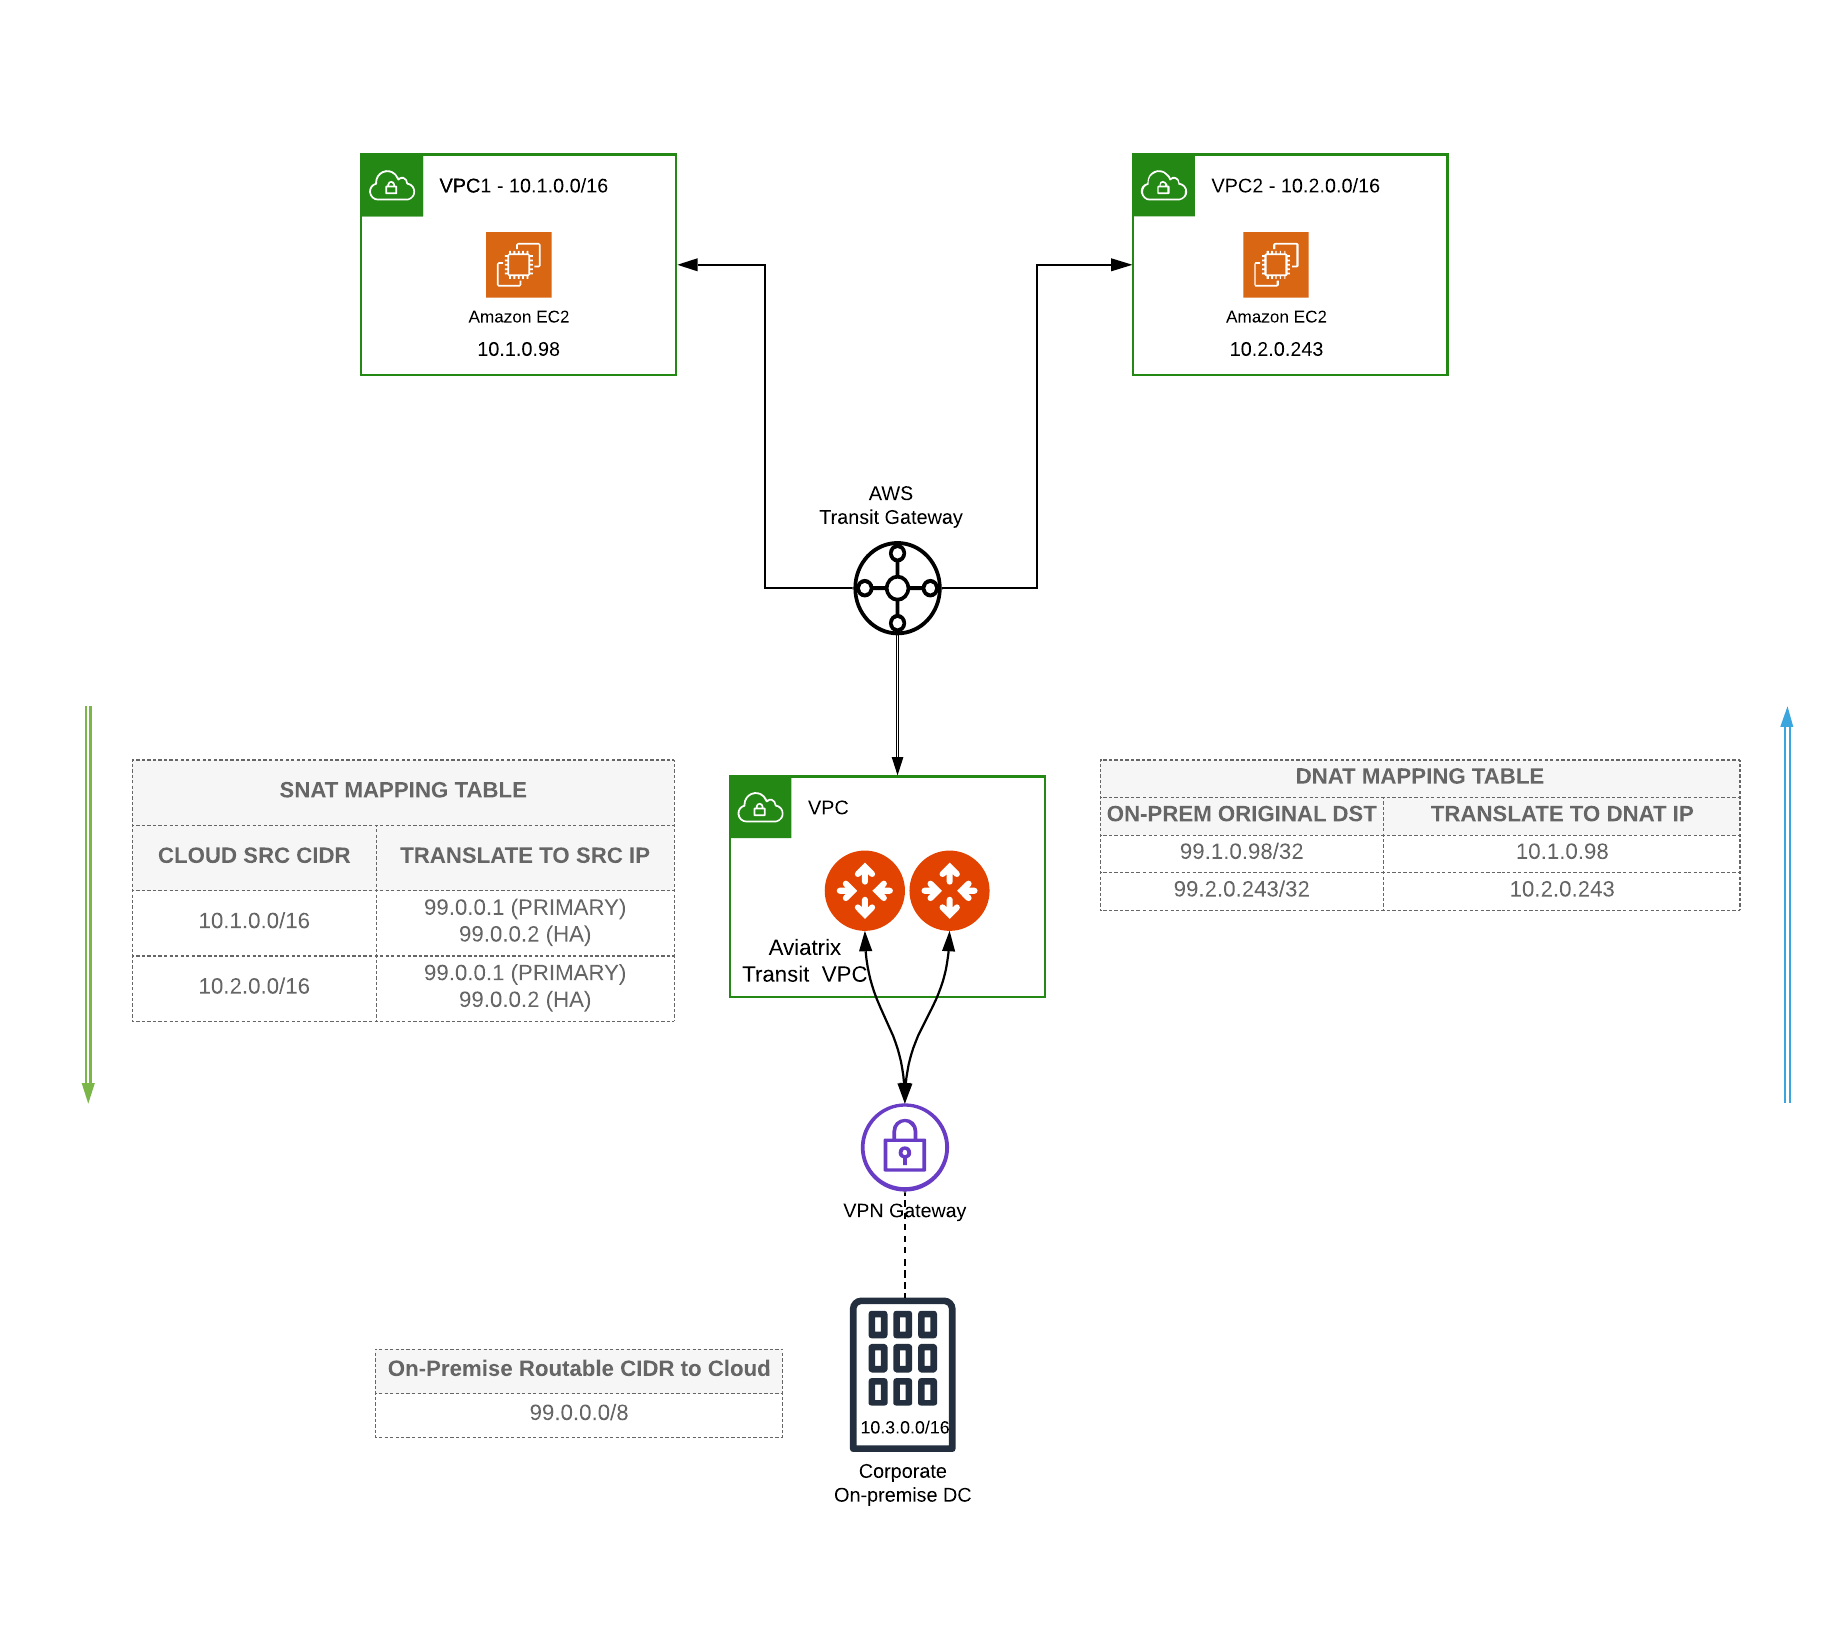 VPC1 - 10.1.0.0/16
Amazon EC2
10.1.0.98
VPC2 - 10.2.0.0/16
Amazon EC2
10.2.0.243
AWS
Transit Gateway
SNAT MAPPING TABLE
CLOUD SRC CIDR
TRANSLATE TO SRC IP
10.1.0.0/16
99.0.0.1 (PRIMARY)
99.0.0.2 (HA)
10.2.0.0/16
99.0.0.1 (PRIMARY)
99.0.0.2 (HA)
VPC
Aviatrix
Transit VPC
DNAT MAPPING TABLE
ON-PREM ORIGINAL DST
TRANSLATE TO DNAT IP
99.1.0.98/32
10.1.0.98
99.2.0.243/32
10.2.0.243
VPN Gateway
On-Premise Routable CIDR to Cloud
99.0.0.0/8
10.3.0.0/16
Corporate
On-premise DC